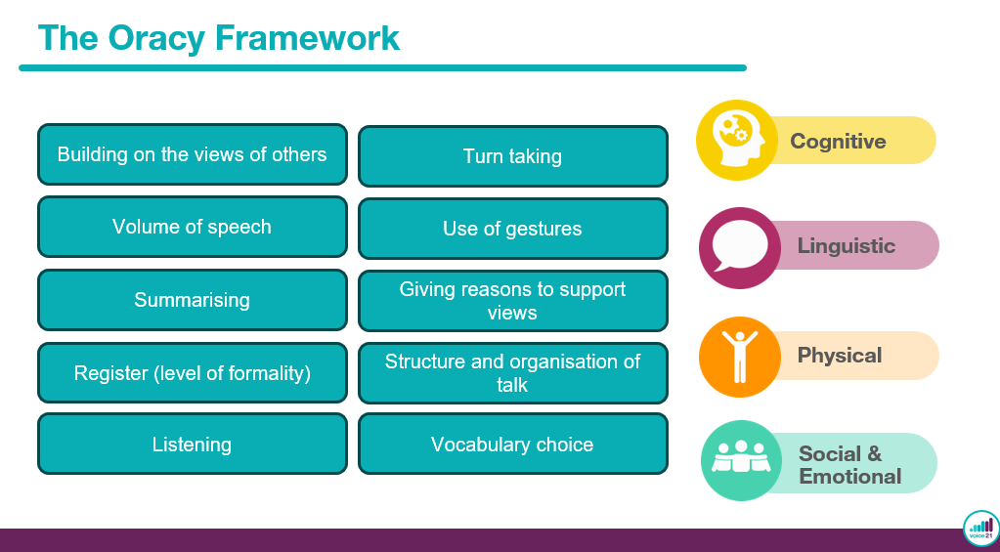 The Oracy Framework
Building on the views of others
Turn taking
Volume of speech
Use of gestures
Summarising
Giving reasons to support
views
Register (level of formality)
Structure and organisation of
talk
Listening
Vocabulary choice
Cognitive
Linguistic
Physical
Social &
Emotional
voice 21